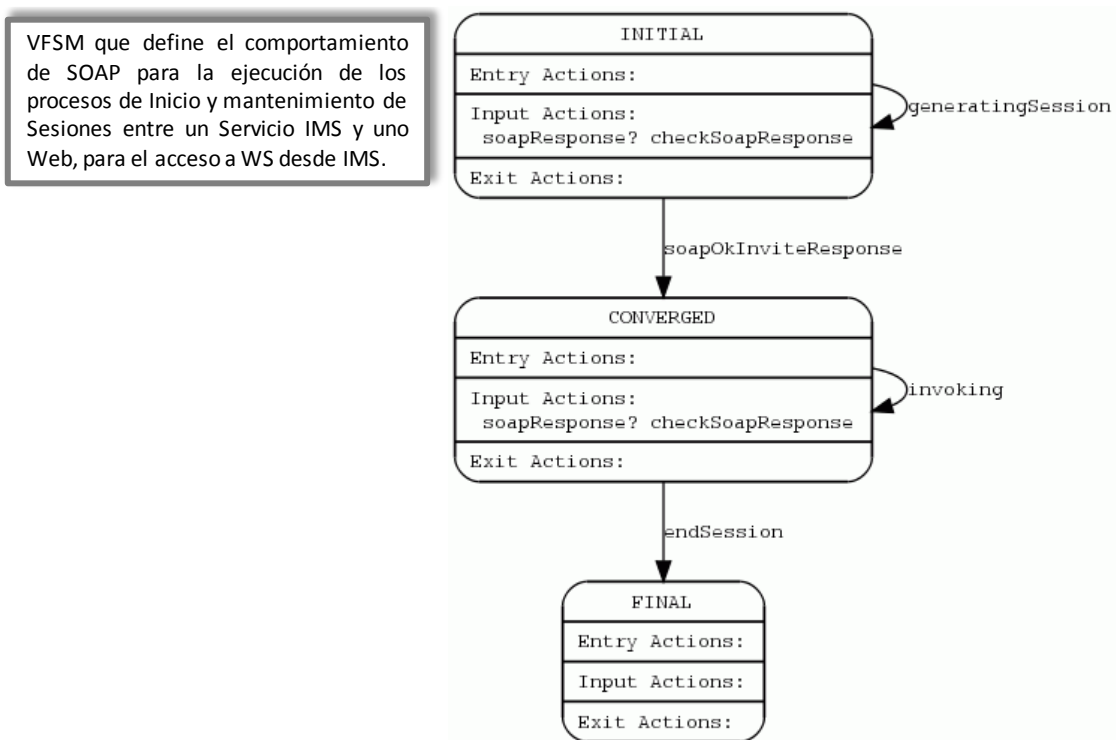 VFSM que define el comportamiento
de SOAP para la ejecución de los
procesos de Inicio y mantenimiento de
Sesiones entre un Servicio IMS y uno
Web, para el acceso a WS desde IMS.
INITIAL
Entry Actions:
Input Actions:
soapResponse? checkSoapResponse
Exit Actions:
generatingSession
soapOkInviteResponse
CONVERGED
Entry Actions:
Input Actions:
soapResponse? checkSoapResponse
Exit Actions:
invoking
endSession
FINAL
Entry Actions:
Input Actions:
Exit Actions: